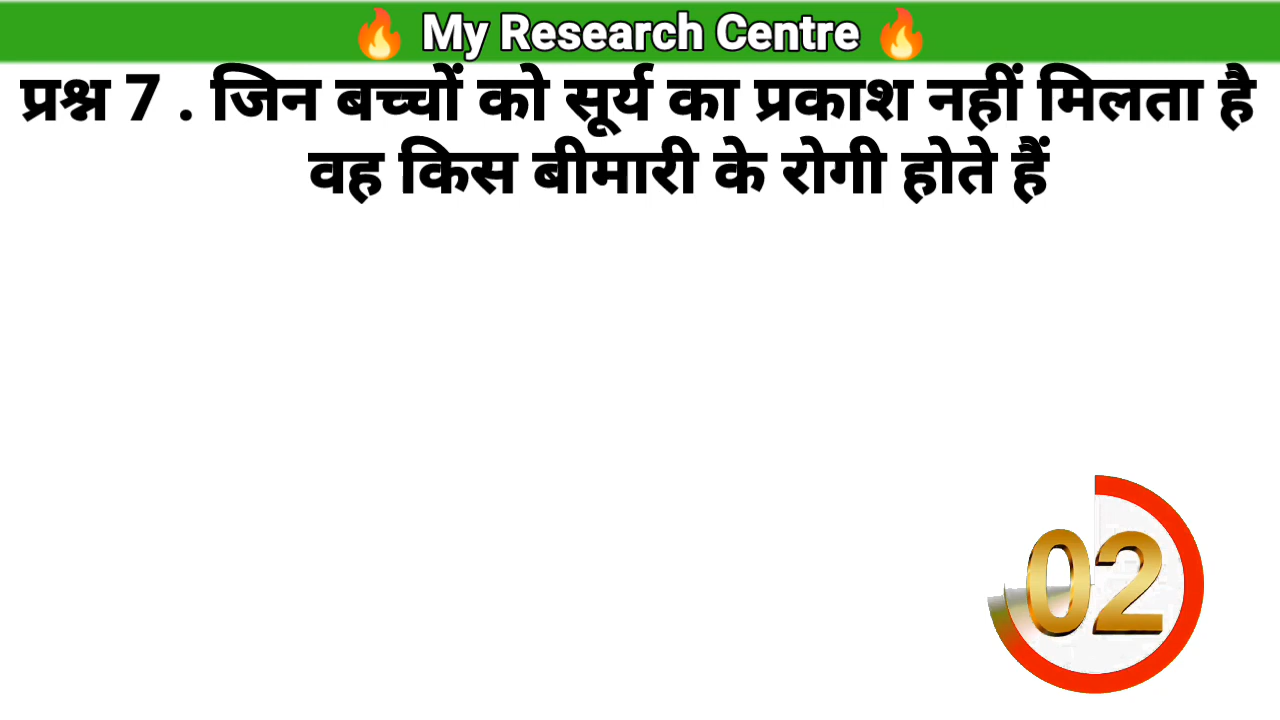 🔥 My Research Centre 🔥
प्रश्न 7 . जिन बच्चों को सूर्य का प्रकाश नहीं मिलता है
वह किस बीमारी के रोगी होते हैं
02